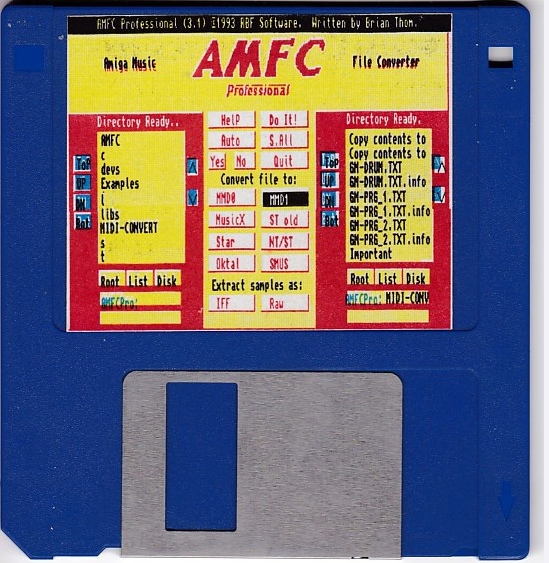 AMFC Professional (3.1) ©1993 RBF Software. Written by Brian Thom.
Amiga Music
AMFC
Professional
File Converter
Directory Ready..
AMFC
c
devs
Examples
i
libs
MIDI-CONVERT
s
t
Top
UP
DN
Bot
Root List Disk
AMFCPro:
Help Do It!
Auto S.All
Yes No Quit
Convert file to:
MMD0 MMD1
MusicX ST old
Star NT/ST
Oktal SMUS
Extract samples as:
IFF Raw
Directory Ready.
Copy contents to
Copy contents to
GM-DRUM.TXT
GM-DRUM.TXT.info
GM-PRG_1.TXT
GM-PRG_1.TXT.info
GM-PRG_2.TXT
GM-PRG_2.TXT.info
Important
Top
UP
DN
Bot
Root List Disk
AMFCPro: MIDI-CONV